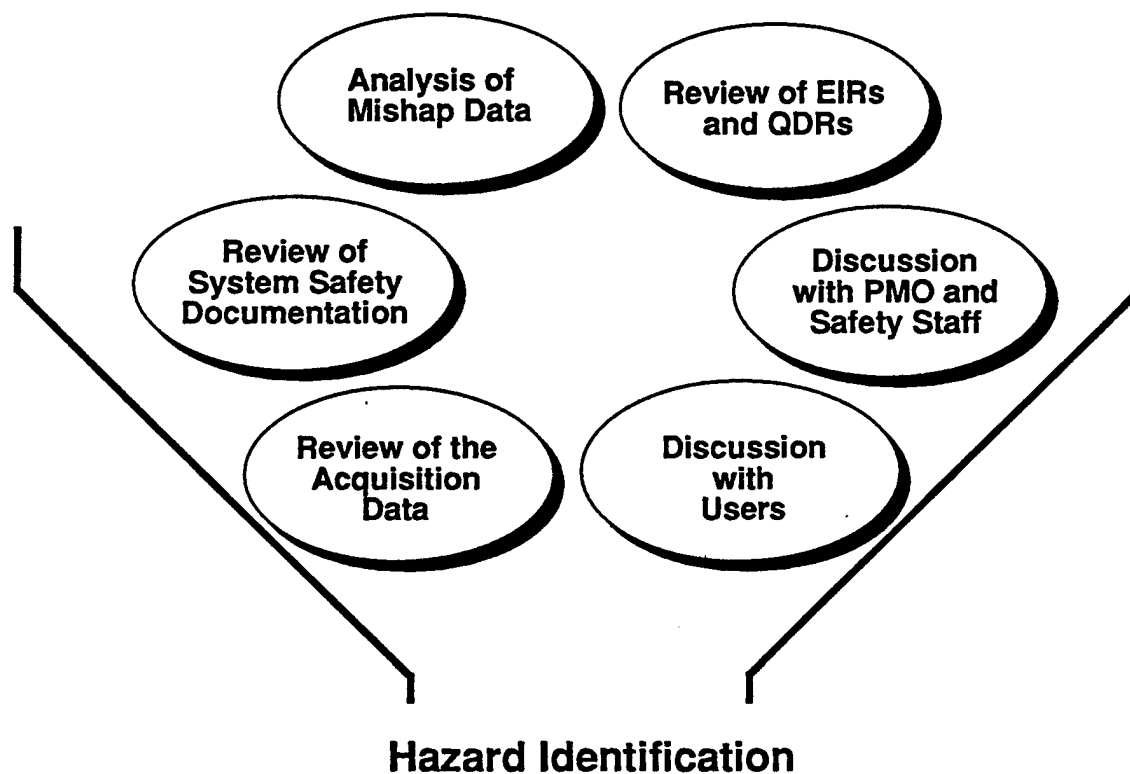 Analysis of
Mishap Data
Review of EIRs
and QDRs
Review of
System Safety
Documentation
Discussion
with PMO and
Safety Staff
Review of the
Acquisition
Data
Discussion
with
Users
Hazard Identification